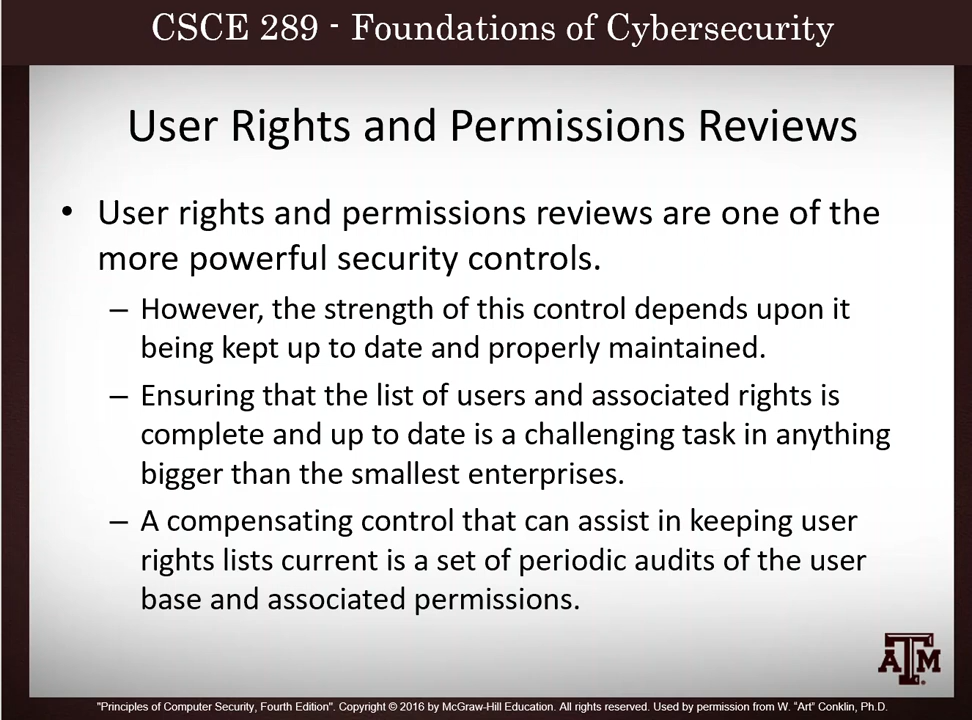 CSCE 289 - Foundations of Cybersecurity
User Rights and Permissions Reviews
• User rights and permissions reviews are one of the
more powerful security controls.
– However, the strength of this control depends upon it
being kept up to date and properly maintained.
– Ensuring that the list of users and associated rights is
complete and up to date is a challenging task in anything
bigger than the smallest enterprises.
– A compensating control that can assist in keeping user
rights lists current is a set of periodic audits of the user
base and associated permissions.
ATM
"Principles of Computer Security, Fourth Edition". Copyright © 2016 by McGraw-Hill Education. All rights reserved. Used by permission from W. "Art" Conklin, Ph.D.